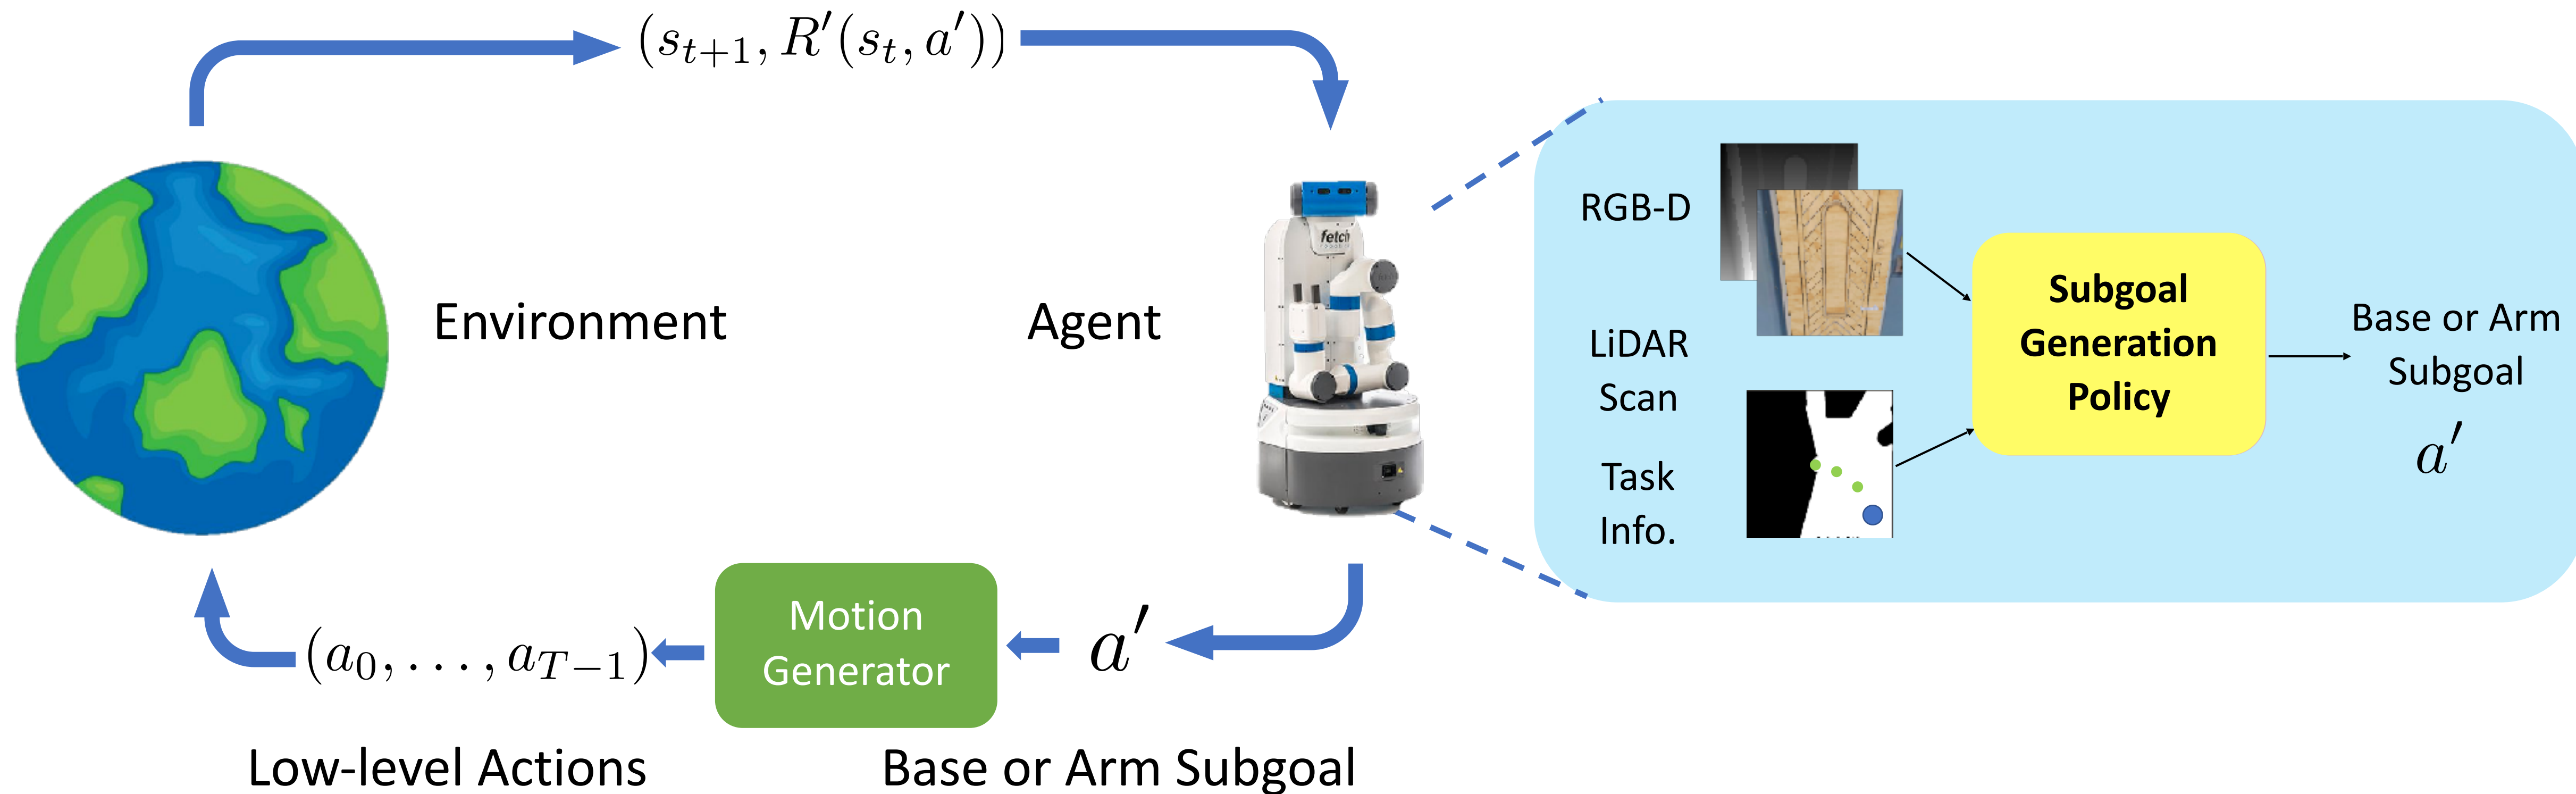 (s_{t+1}, R'(s_t, a'))
Environment
Agent
fetch
RGB-D
LiDAR
Scan
Task
Info.
Subgoal
Generation
Policy
Base or Arm
Subgoal
a'
(a_0, . . . , a_{T-1})
Motion
Generator
a'
Low-level Actions
Base or Arm Subgoal